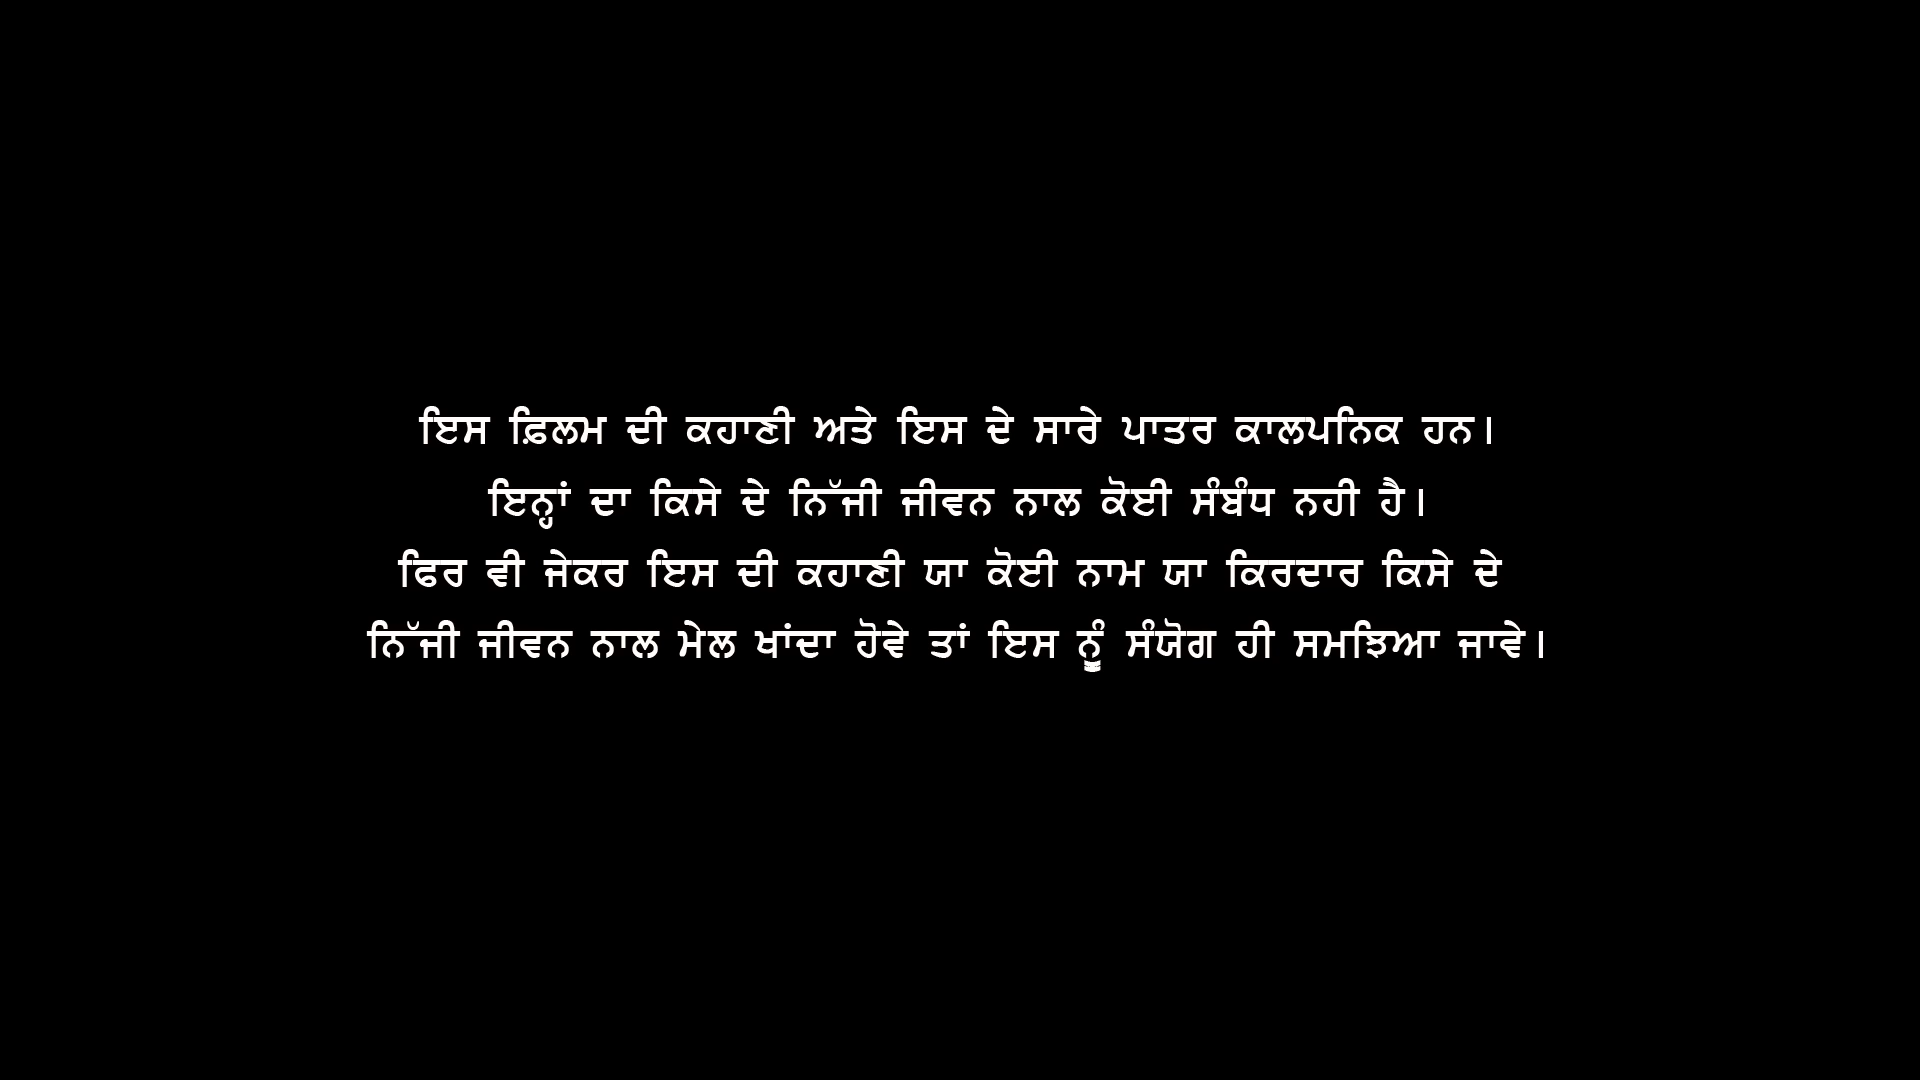 ਇਸ ਫ਼ਿਲਮ ਦੀ ਕਹਾਣੀ ਅਤੇ ਇਸ ਦੇ ਸਾਰੇ ਪਾਤਰ ਕਾਲਪਨਿਕ ਹਨ।
ਇਨ੍ਹਾਂ ਦਾ ਕਿਸੇ ਦੇ ਨਿੱਜੀ ਜੀਵਨ ਨਾਲ ਕੋਈ ਸੰਬੰਧ ਨਹੀ ਹੈ।
ਫਿਰ ਵੀ ਜੇਕਰ ਇਸ ਦੀ ਕਹਾਣੀ ਯਾ ਕੋਈ ਨਾਮ ਯਾ ਕਿਰਦਾਰ ਕਿਸੇ ਦੇ
ਨਿੱਜੀ ਜੀਵਨ ਨਾਲ ਮੇਲ ਖਾਂਦਾ ਹੋਵੇ ਤਾਂ ਇਸ ਨੂੰ ਸੰਯੋਗ ਹੀ ਸਮਝਿਆ ਜਾਵੇ।